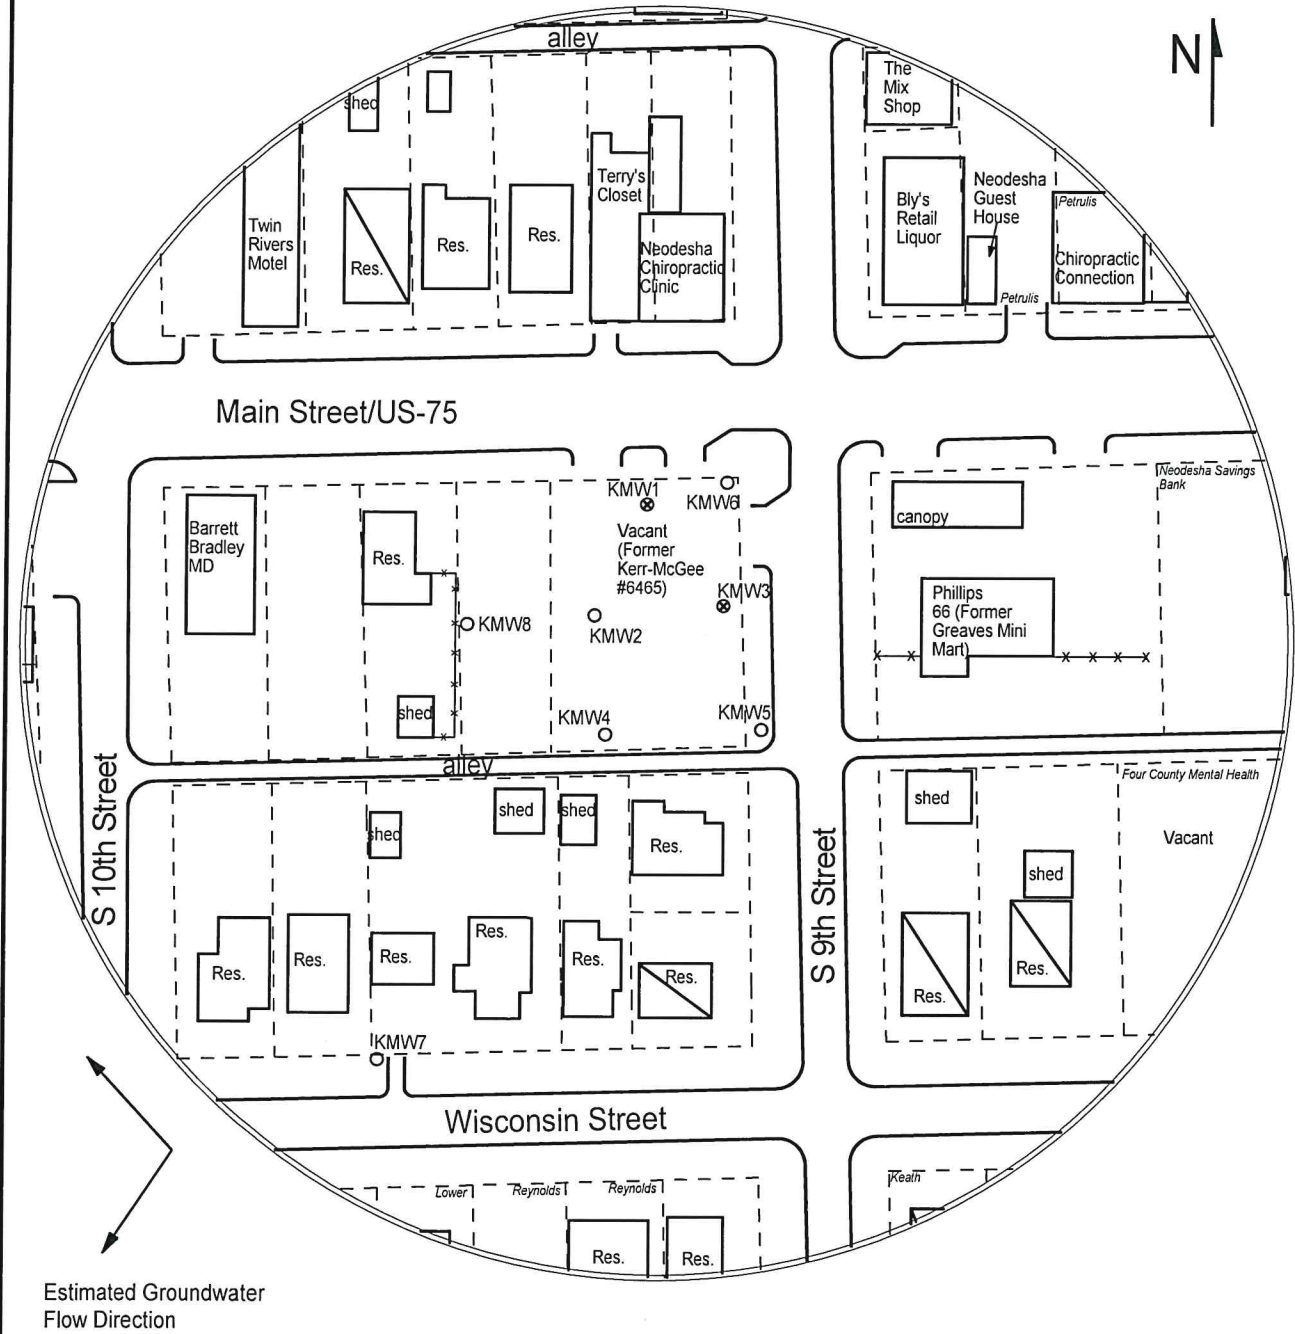 alley
N
The
Mix
Shop
shed
Terry's
Closet
Neodesha
Guest
House
Bly's
Retail
Liquor
Petrulis
Twin
Rivers
Motel
Res.
Res.
Res.
Neodesha
Chiropractic
Clinic
Chiropractic
Connection
Petrulis
Main Street/US-75
Neodesha Savings
Bank
KMW1
KMW6
canopy
Barrett
Bradley
MD
Res.
Vacant
(Former
Kerr-McGee
#6465)
KMW3
Phillips
66 (Former
Greaves Mini
Mart)
KMW8
KMW2
shed
KMW4
KMW5
alley
S 10th Street
Four County Mental Health
shed
shed
shed
shed
Res.
S 9th Street
Vacant
shed
Res.
Res.
Res.
Res.
Res.
Res.
Res.
Res.
KMW7
Wisconsin Street
Lower
Reynolds
Reynolds
Keath
Res.
Res.
Estimated Groundwater
Flow Direction